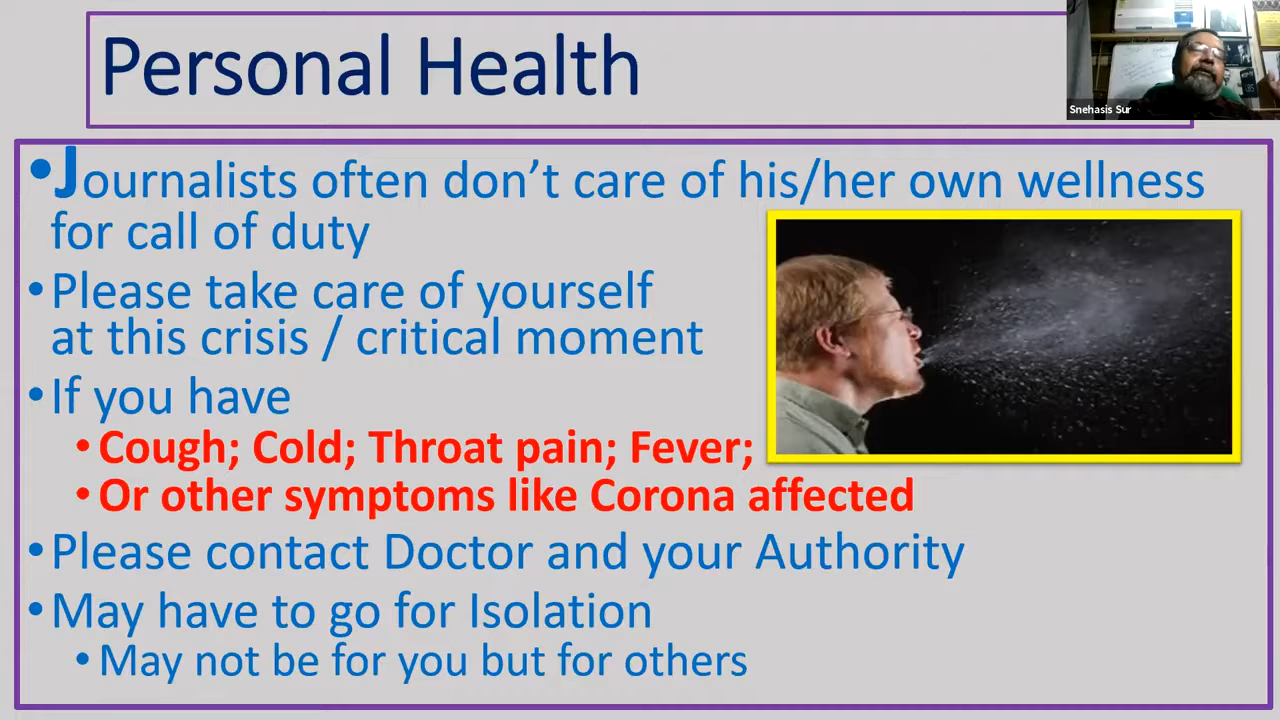 Personal Health
Snehasis Sur
•Journalists often don’t care of his/her own wellness
for call of duty
•Please take care of yourself
at this crisis / critical moment
•If you have
•Cough; Cold; Throat pain; Fever;
•Or other symptoms like Corona affected
•Please contact Doctor and your Authority
•May have to go for Isolation
•May not be for you but for others